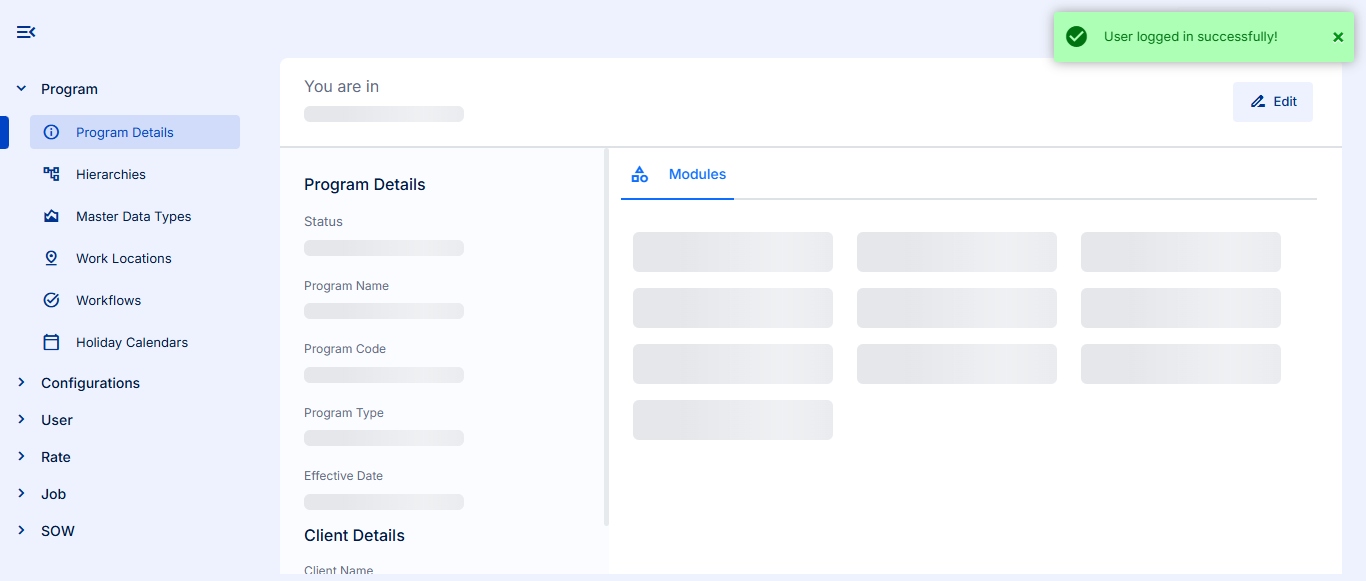 User logged in successfully!
Program
Program Details
Hierarchies
Master Data Types
Work Locations
Workflows
Holiday Calendars
Configurations
User
Rate
Job
SOW
You are in
Edit
Program Details
Status
Program Name
Program Code
Program Type
Effective Date
Client Details
Client Name
Modules